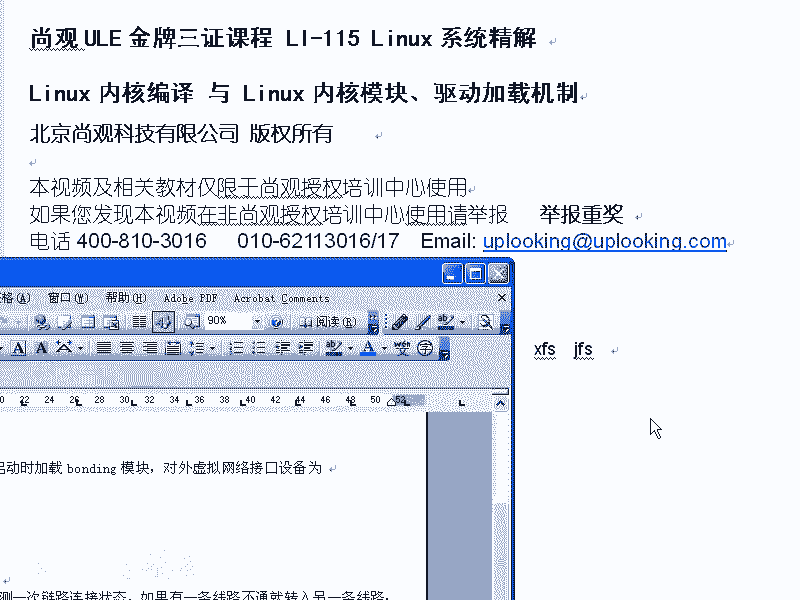 尚观ULE金牌三证课程 LI-115 Linux系统精解
Linux 内核编译 与 Linux 内核模块、驱动加载机制
北京尚观科技有限公司 版权所有
本视频及相关教材仅限于尚观授权培训中心使用
如果您发现本视频在非尚观授权培训中心使用请举报 举报重奖
电话 400-810-3016 010-62113016/17 Email: uplooking@uplooking.com
格(A) 窗口(W) 帮助(H) Adobe PDF Acrobat Comments
90% 阅读(R)
xfs jfs
22 24 26 28 30 32 34 36 38 40 42 44 46 48 50 52
启动时加载 bonding 模块，对外虚拟网络接口设备为
测一次链路连接状态，如果有一条线路不通就转入另一条线路；